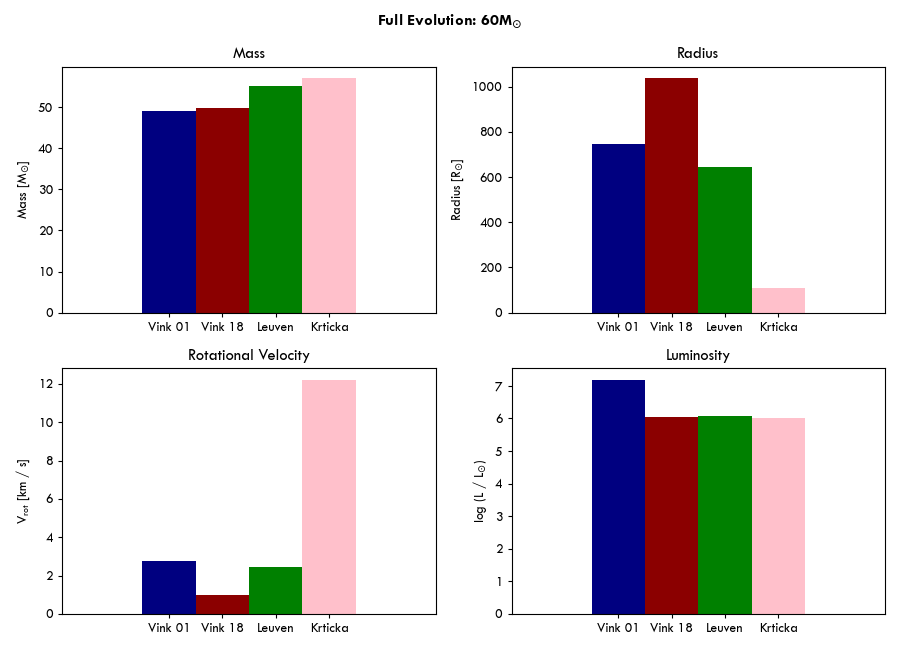 Full Evolution: 60M☉
Mass
Mass [M☉]
50
40
30
20
10
0
Vink 01 Vink 18 Leuven Krticka
Radius
Radius [R☉]
1000
800
600
400
200
0
Vink 01 Vink 18 Leuven Krticka
Rotational Velocity
Vrot [km / s]
12
10
8
6
4
2
0
Vink 01 Vink 18 Leuven Krticka
Luminosity
log (L / L☉)
7
6
5
4
3
2
1
0
Vink 01 Vink 18 Leuven Krticka